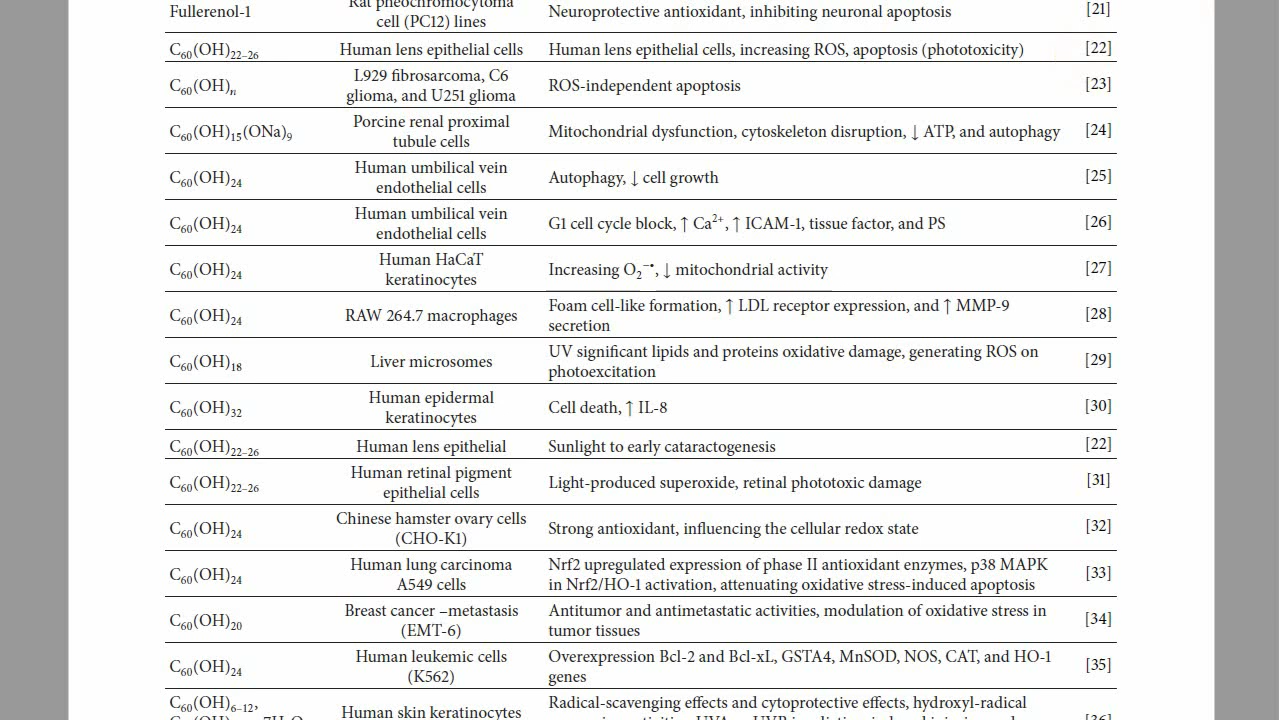 Fullerenol-1 Rat pheochromocytoma Neuroprotective antioxidant, inhibiting neuronal apoptosis [21]
cell (PC12) lines
C60(OH)22–26 Human lens epithelial cells Human lens epithelial cells, increasing ROS, apoptosis (phototoxicity) [22]
C60(OH)n L929 fibrosarcoma, C6 ROS-independent apoptosis [23]
glioma, and U251 glioma
C60(OH)15(ONa)9 Porcine renal proximal Mitochondrial dysfunction, cytoskeleton disruption, ↓ ATP, and autophagy [24]
tubule cells
C60(OH)24 Human umbilical vein Autophagy, ↓ cell growth [25]
endothelial cells
C60(OH)24 Human umbilical vein G1 cell cycle block, ↑ Ca2+, ↑ ICAM-1, tissue factor, and PS [26]
endothelial cells
C60(OH)24 Human HaCaT Increasing O2−•, ↓ mitochondrial activity [27]
keratinocytes
C60(OH)24 RAW 264.7 macrophages Foam cell-like formation, ↑ LDL receptor expression, and ↑ MMP-9 [28]
secretion
C60(OH)18 Liver microsomes UV significant lipids and proteins oxidative damage, generating ROS on [29]
photoexcitation
C60(OH)32 Human epidermal Cell death, ↑ IL-8 [30]
keratinocytes
C60(OH)22–26 Human lens epithelial Sunlight to early cataractogenesis [22]
C60(OH)22–26 Human retinal pigment Light-produced superoxide, retinal phototoxic damage [31]
epithelial cells
C60(OH)24 Chinese hamster ovary cells Strong antioxidant, influencing the cellular redox state [32]
(CHO-K1)
C60(OH)24 Human lung carcinoma Nrf2 upregulated expression of phase II antioxidant enzymes, p38 MAPK [33]
A549 cells in Nrf2/HO-1 activation, attenuating oxidative stress-induced apoptosis
C60(OH)20 Breast cancer –metastasis Antitumor and antimetastatic activities, modulation of oxidative stress in [34]
(EMT-6) tumor tissues
C60(OH)24 Human leukemic cells Overexpression Bcl-2 and Bcl-xL, GSTA4, MnSOD, NOS, CAT, and HO-1 [35]
(K562) genes
C60(OH)6–12, Human skin keratinocytes Radical-scavenging effects and cytoprotective effects, hydroxyl-radical